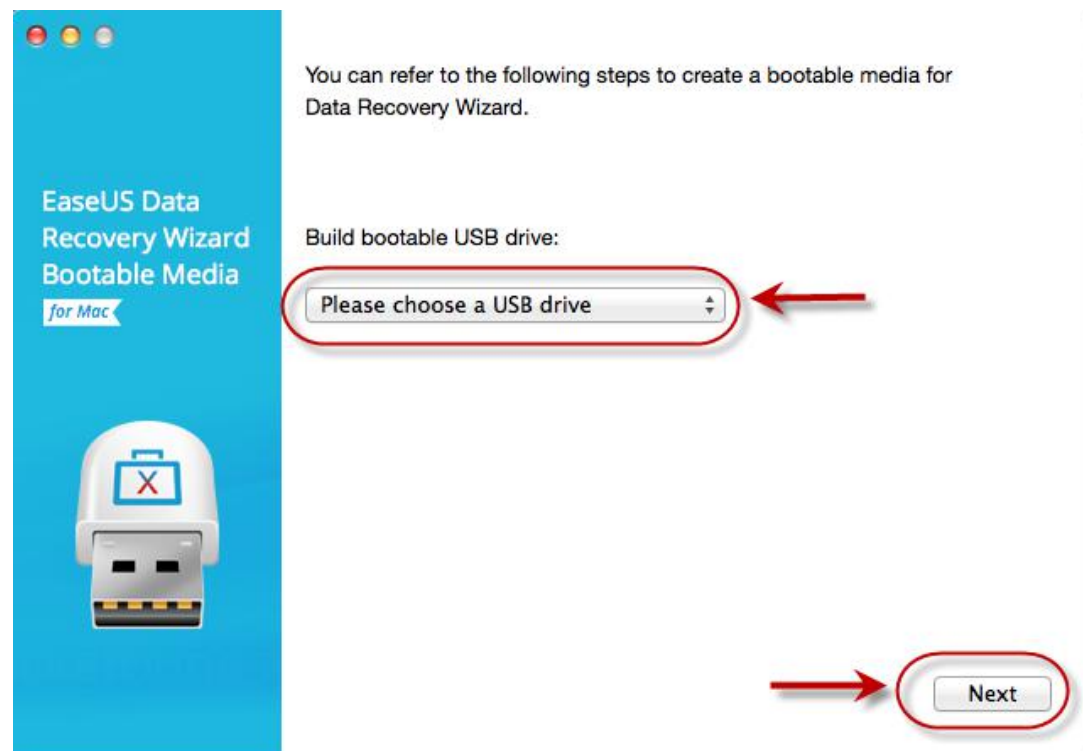 You can refer to the following steps to create a bootable media for
Data Recovery Wizard.
EaseUS Data
Recovery Wizard
Bootable Media
for Mac
Build bootable USB drive:
Please choose a USB drive
X
Next